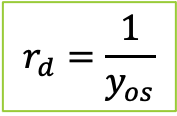 r_d = 1/y_os